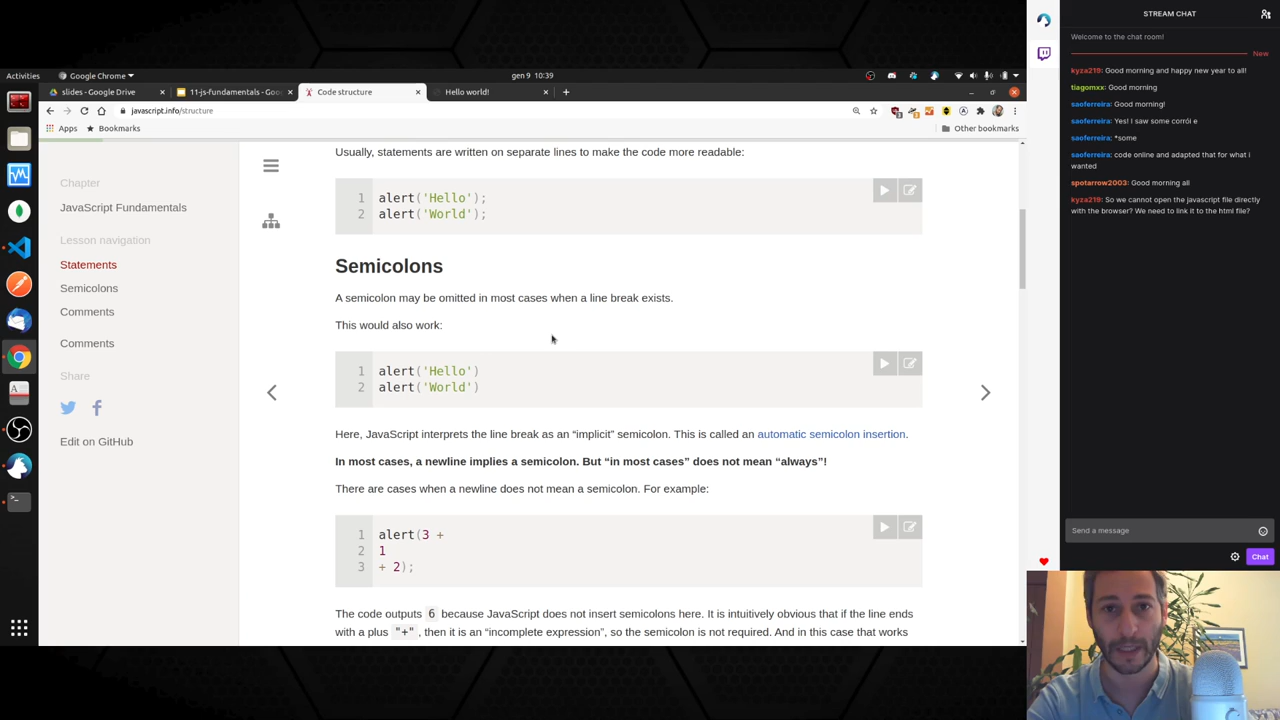 STREAM CHAT
Welcome to the chat room!
New
kyza219: Good morning and happy new year to all!
tiagomxx: Good morning
saoferreira: Good morning!
saoferreira: Yes! I saw some corrói e
saoferreira: *some
saoferreira: code online and adapted that for what i
wanted
spotarrow2003: Good morning all
kyza219: So we cannot open the javascript file directly
with the browser? We need to link it to the html file?
Send a message
Chat
Activities
Google Chrome
gen 9 10:39
slides - Google Drive
11-js-fundamentals - Goog
Code structure
Hello world!
javascript.info/structure
Apps
Bookmarks
Other bookmarks
Chapter
JavaScript Fundamentals
Lesson navigation
Statements
Semicolons
Comments
Comments
Share
Edit on GitHub
Usually, statements are written on separate lines to make the code more readable:
1 alert('Hello');
2 alert('World');
Semicolons
A semicolon may be omitted in most cases when a line break exists.
This would also work:
1 alert('Hello')
2 alert('World')
Here, JavaScript interprets the line break as an “implicit” semicolon. This is called an automatic semicolon insertion.
In most cases, a newline implies a semicolon. But “in most cases” does not mean “always”!
There are cases when a newline does not mean a semicolon. For example:
1 alert(3 +
2 1
3 + 2);
The code outputs 6 because JavaScript does not insert semicolons here. It is intuitively obvious that if the line ends
with a plus "+", then it is an “incomplete expression”, so the semicolon is not required. And in this case that works